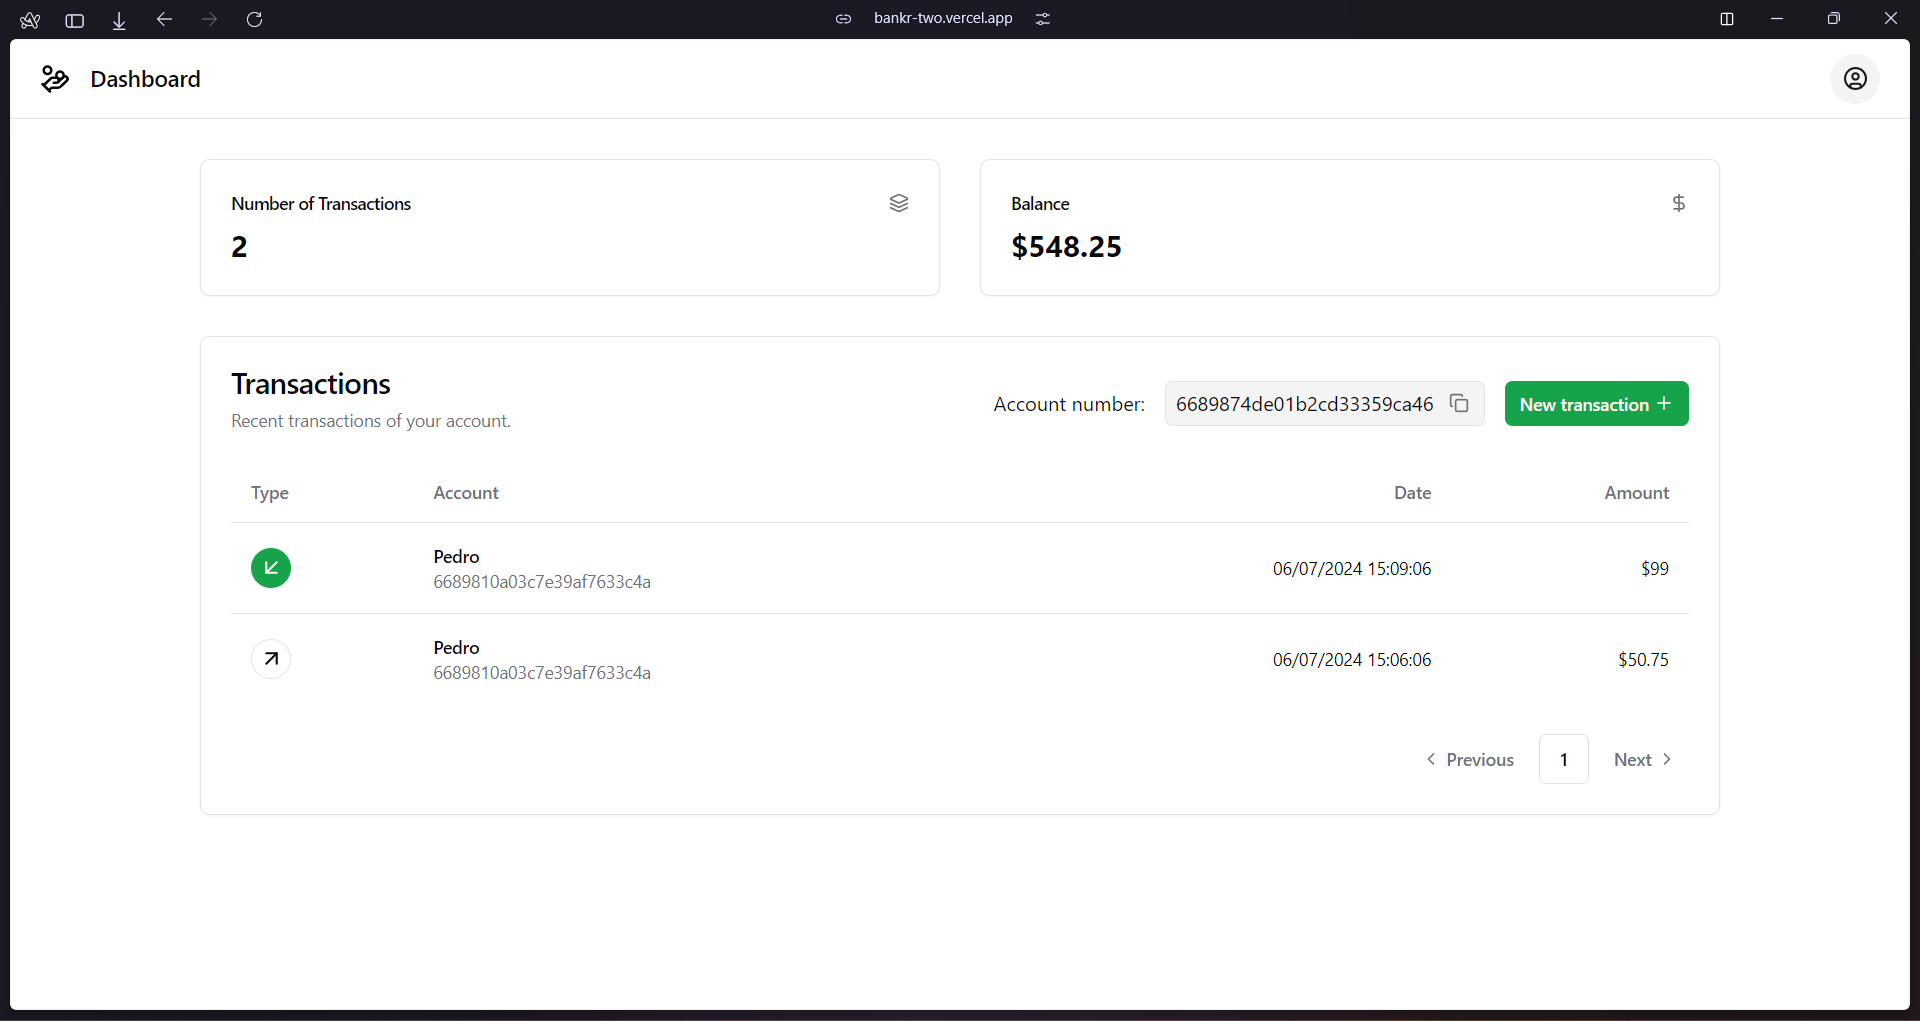 bankr-two.vercel.app
Dashboard
Number of Transactions
2
Balance
$
$548.25
Transactions
Recent transactions of your account.
Account number: 6689874de01b2cd33359ca46
New transaction +
Type Account Date Amount
Pedro
6689810a03c7e39af7633c4a
06/07/2024 15:09:06 $99
Pedro
6689810a03c7e39af7633c4a
06/07/2024 15:06:06 $50.75
Previous 1 Next